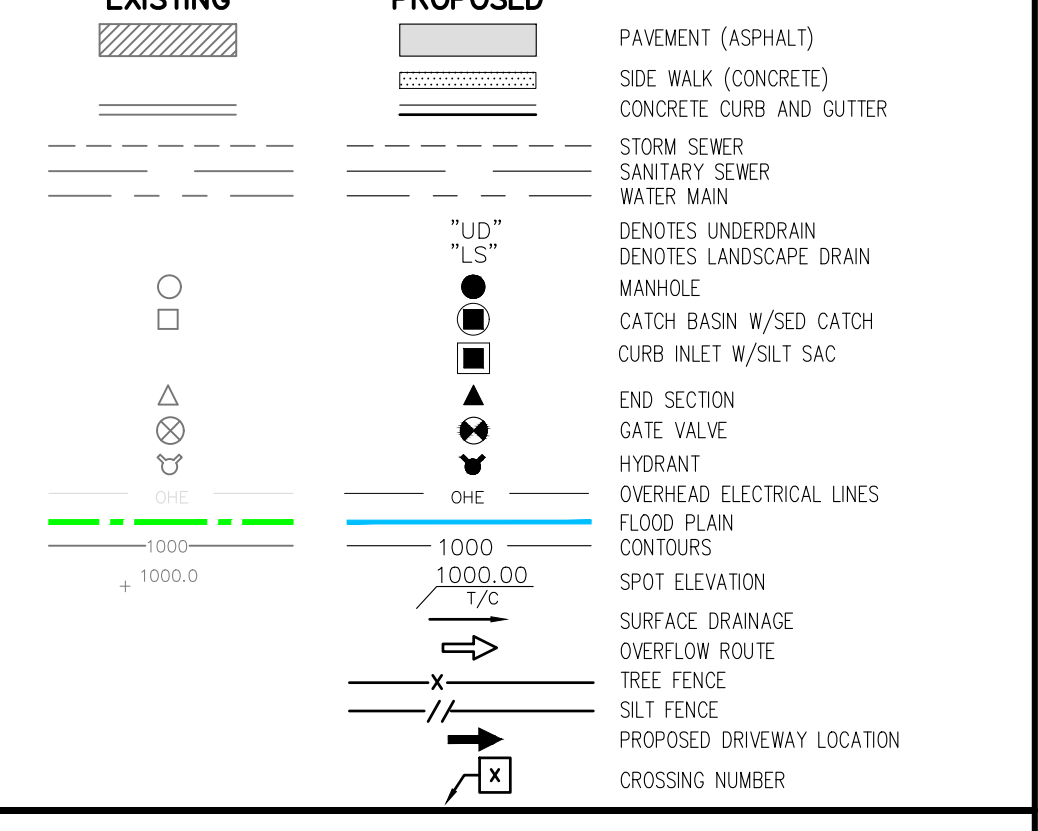 EXISTING PROPOSED
PAVEMENT (ASPHALT)
SIDE WALK (CONCRETE)
CONCRETE CURB AND GUTTER
STORM SEWER
SANITARY SEWER
WATER MAIN
"UD" DENOTES UNDERDRAIN
"LS" DENOTES LANDSCAPE DRAIN
MANHOLE
CATCH BASIN W/SED CATCH
CURB INLET W/SILT SAC
END SECTION
GATE VALVE
HYDRANT
OHE OHE OVERHEAD ELECTRICAL LINES
FLOOD PLAIN
1000 1000 CONTOURS
1000.0 1000.00 SPOT ELEVATION
T/C
SURFACE DRAINAGE
OVERFLOW ROUTE
X TREE FENCE
SILT FENCE
PROPOSED DRIVEWAY LOCATION
X CROSSING NUMBER